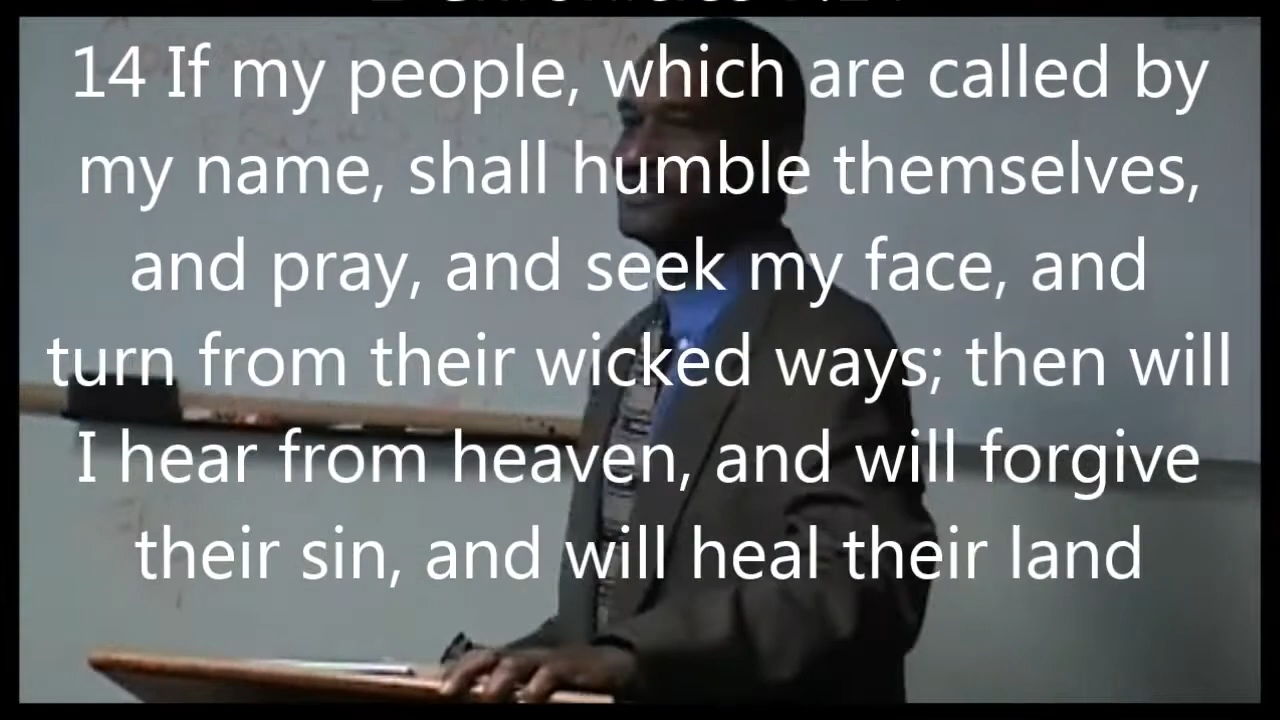 14 If my people, which are called by
my name, shall humble themselves,
and pray, and seek my face, and
turn from their wicked ways; then will
I hear from heaven, and will forgive
their sin, and will heal their land